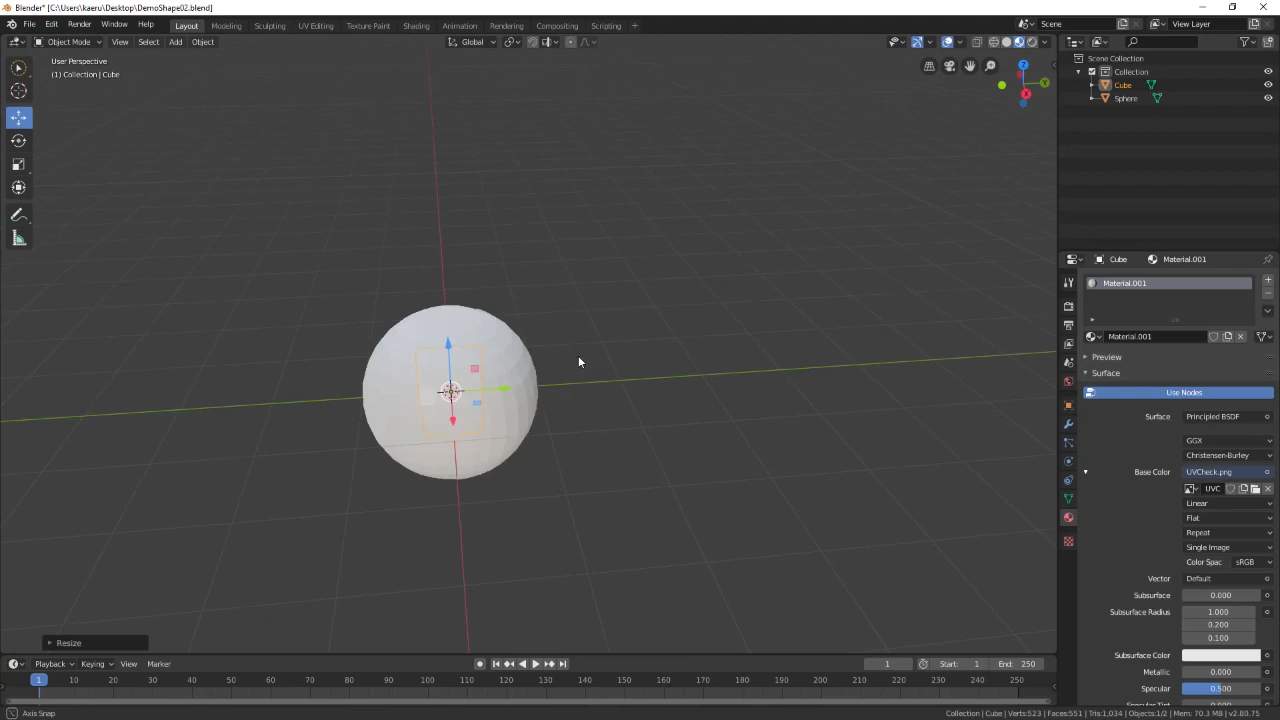 Blender* [C:\Users\kaeru\Desktop\DemoShape02.blend]
File Edit Render Window Help Layout Modeling Sculpting UV Editing Texture Paint Shading Animation Rendering Compositing Scripting + Scene View Layer
Object Mode View Select Add Object Global
User Perspective
(1) Collection | Cube
Z
Y
X
Scene Collection
Collection
Cube
Sphere
Cube Material.001
Material.001
Material.001
Preview
Surface
Use Nodes
Surface Principled BSDF
GGX
Christensen-Burley
Base Color UVCheck.png
UVC
Linear
Flat
Repeat
Single Image
Color Spac sRGB
Vector Default
Subsurface 0.000
Subsurface Radius 1.000
0.200
0.100
Subsurface Color
Metallic 0.000
Specular 0.500
Resize
Playback Keying View Marker 1 Start: 1 End: 250
1 10 20 30 40 50 60 70 80 90 100 110 120 130 140 150 160 170 180 190 200 210 220 230 240 250
Axis Snap
Collection | Cube | Verts:523 | Faces:551 | Tris:1,034 | Objects:1/2 | Mem: 70.3 MB | v2.80.75